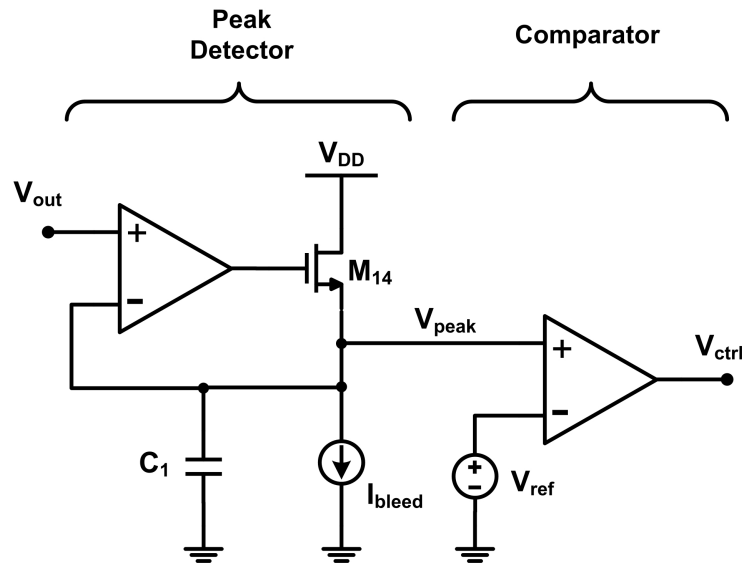 Peak
Detector
Comparator
V_DD
V_out
+
-
M_14
V_peak
V_ctrl
+
-
C_1
I_bleed
+
-
V_ref